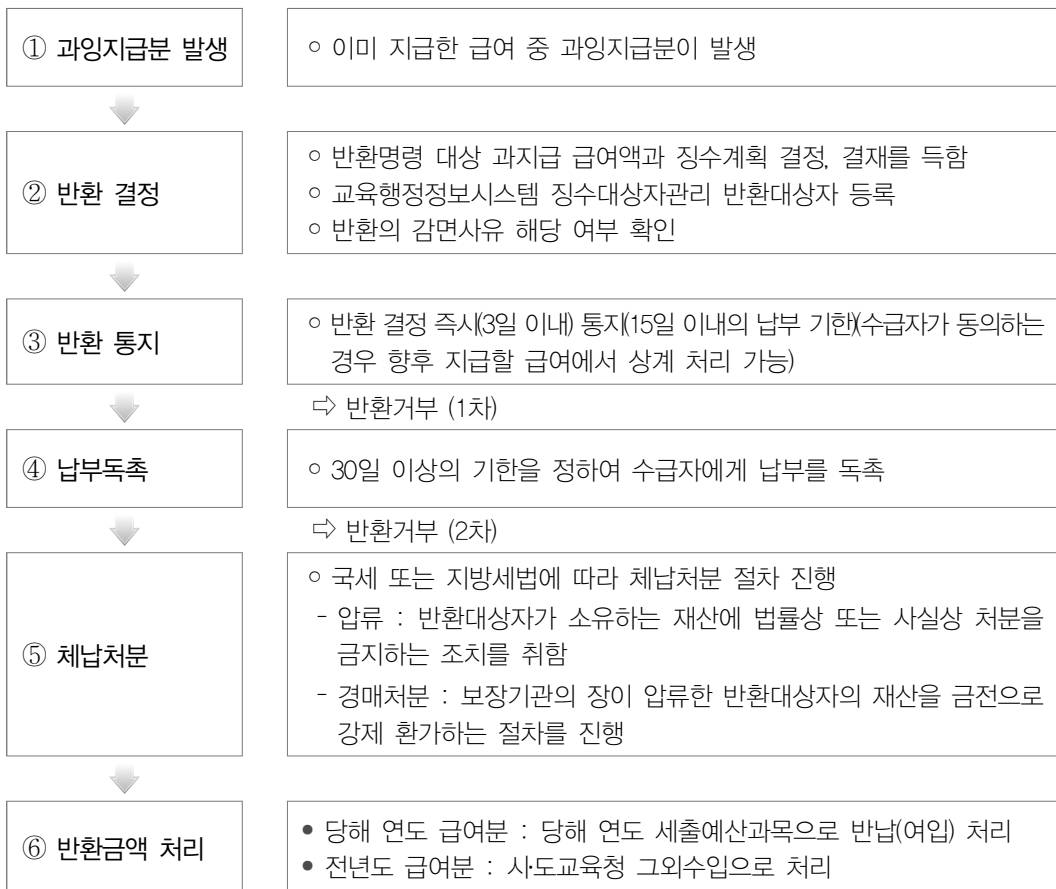 ① 과잉지급분 발생
○ 이미 지급한 급여 중 과잉지급분이 발생
② 반환 결정
○ 반환명령 대상 과지급 급여액과 징수계획 결정, 결재를 득함
○ 교육행정정보시스템 징수대상자관리 반환대상자 등록
○ 반환의 감면사유 해당 여부 확인
③ 반환 통지
○ 반환 결정 즉시(3일 이내) 통지(15일 이내의 납부 기한)(수급자가 동의하는
경우 향후 지급할 급여에서 상계 처리 가능)
⇨ 반환거부 (1차)
④ 납부독촉
○ 30일 이상의 기한을 정하여 수급자에게 납부를 독촉
⇨ 반환거부 (2차)
⑤ 체납처분
○ 국세 또는 지방세법에 따라 체납처분 절차 진행
- 압류 : 반환대상자가 소유하는 재산에 법률상 또는 사실상 처분을
금지하는 조치를 취함
- 경매처분 : 보장기관의 장이 압류한 반환대상자의 재산을 금전으로
강제 환가하는 절차를 진행
⑥ 반환금액 처리
● 당해 연도 급여분 : 당해 연도 세출예산과목으로 반납(여입) 처리
● 전년도 급여분 : 시·도교육청 그외수입으로 처리